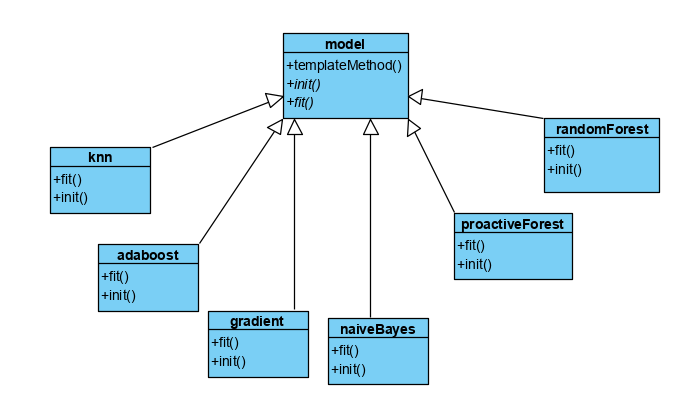 model
+templateMethod()
+init()
+fit()
knn
+fit()
+init()
adaboost
+fit()
+init()
gradient
+fit()
+init()
naiveBayes
+fit()
+init()
proactiveForest
+fit()
+init()
randomForest
+fit()
+init()